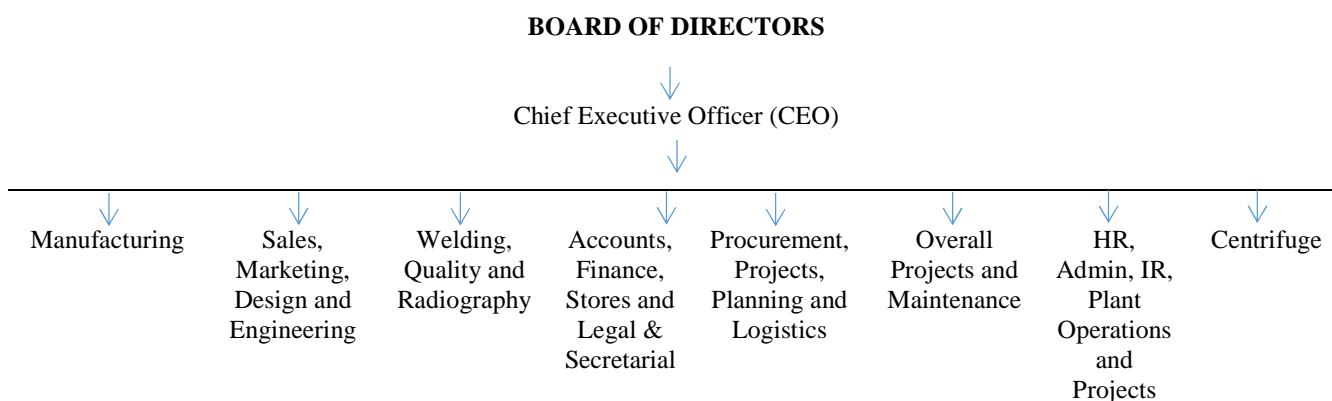 BOARD OF DIRECTORS
Chief Executive Officer (CEO)
Manufacturing
Sales,
Marketing,
Design and
Engineering
Welding,
Quality and
Radiography
Accounts,
Finance,
Stores and
Legal &
Secretarial
Procurement,
Projects,
Planning and
Logistics
Overall
Projects and
Maintenance
HR,
Admin, IR,
Plant
Operations
and
Projects
Centrifuge